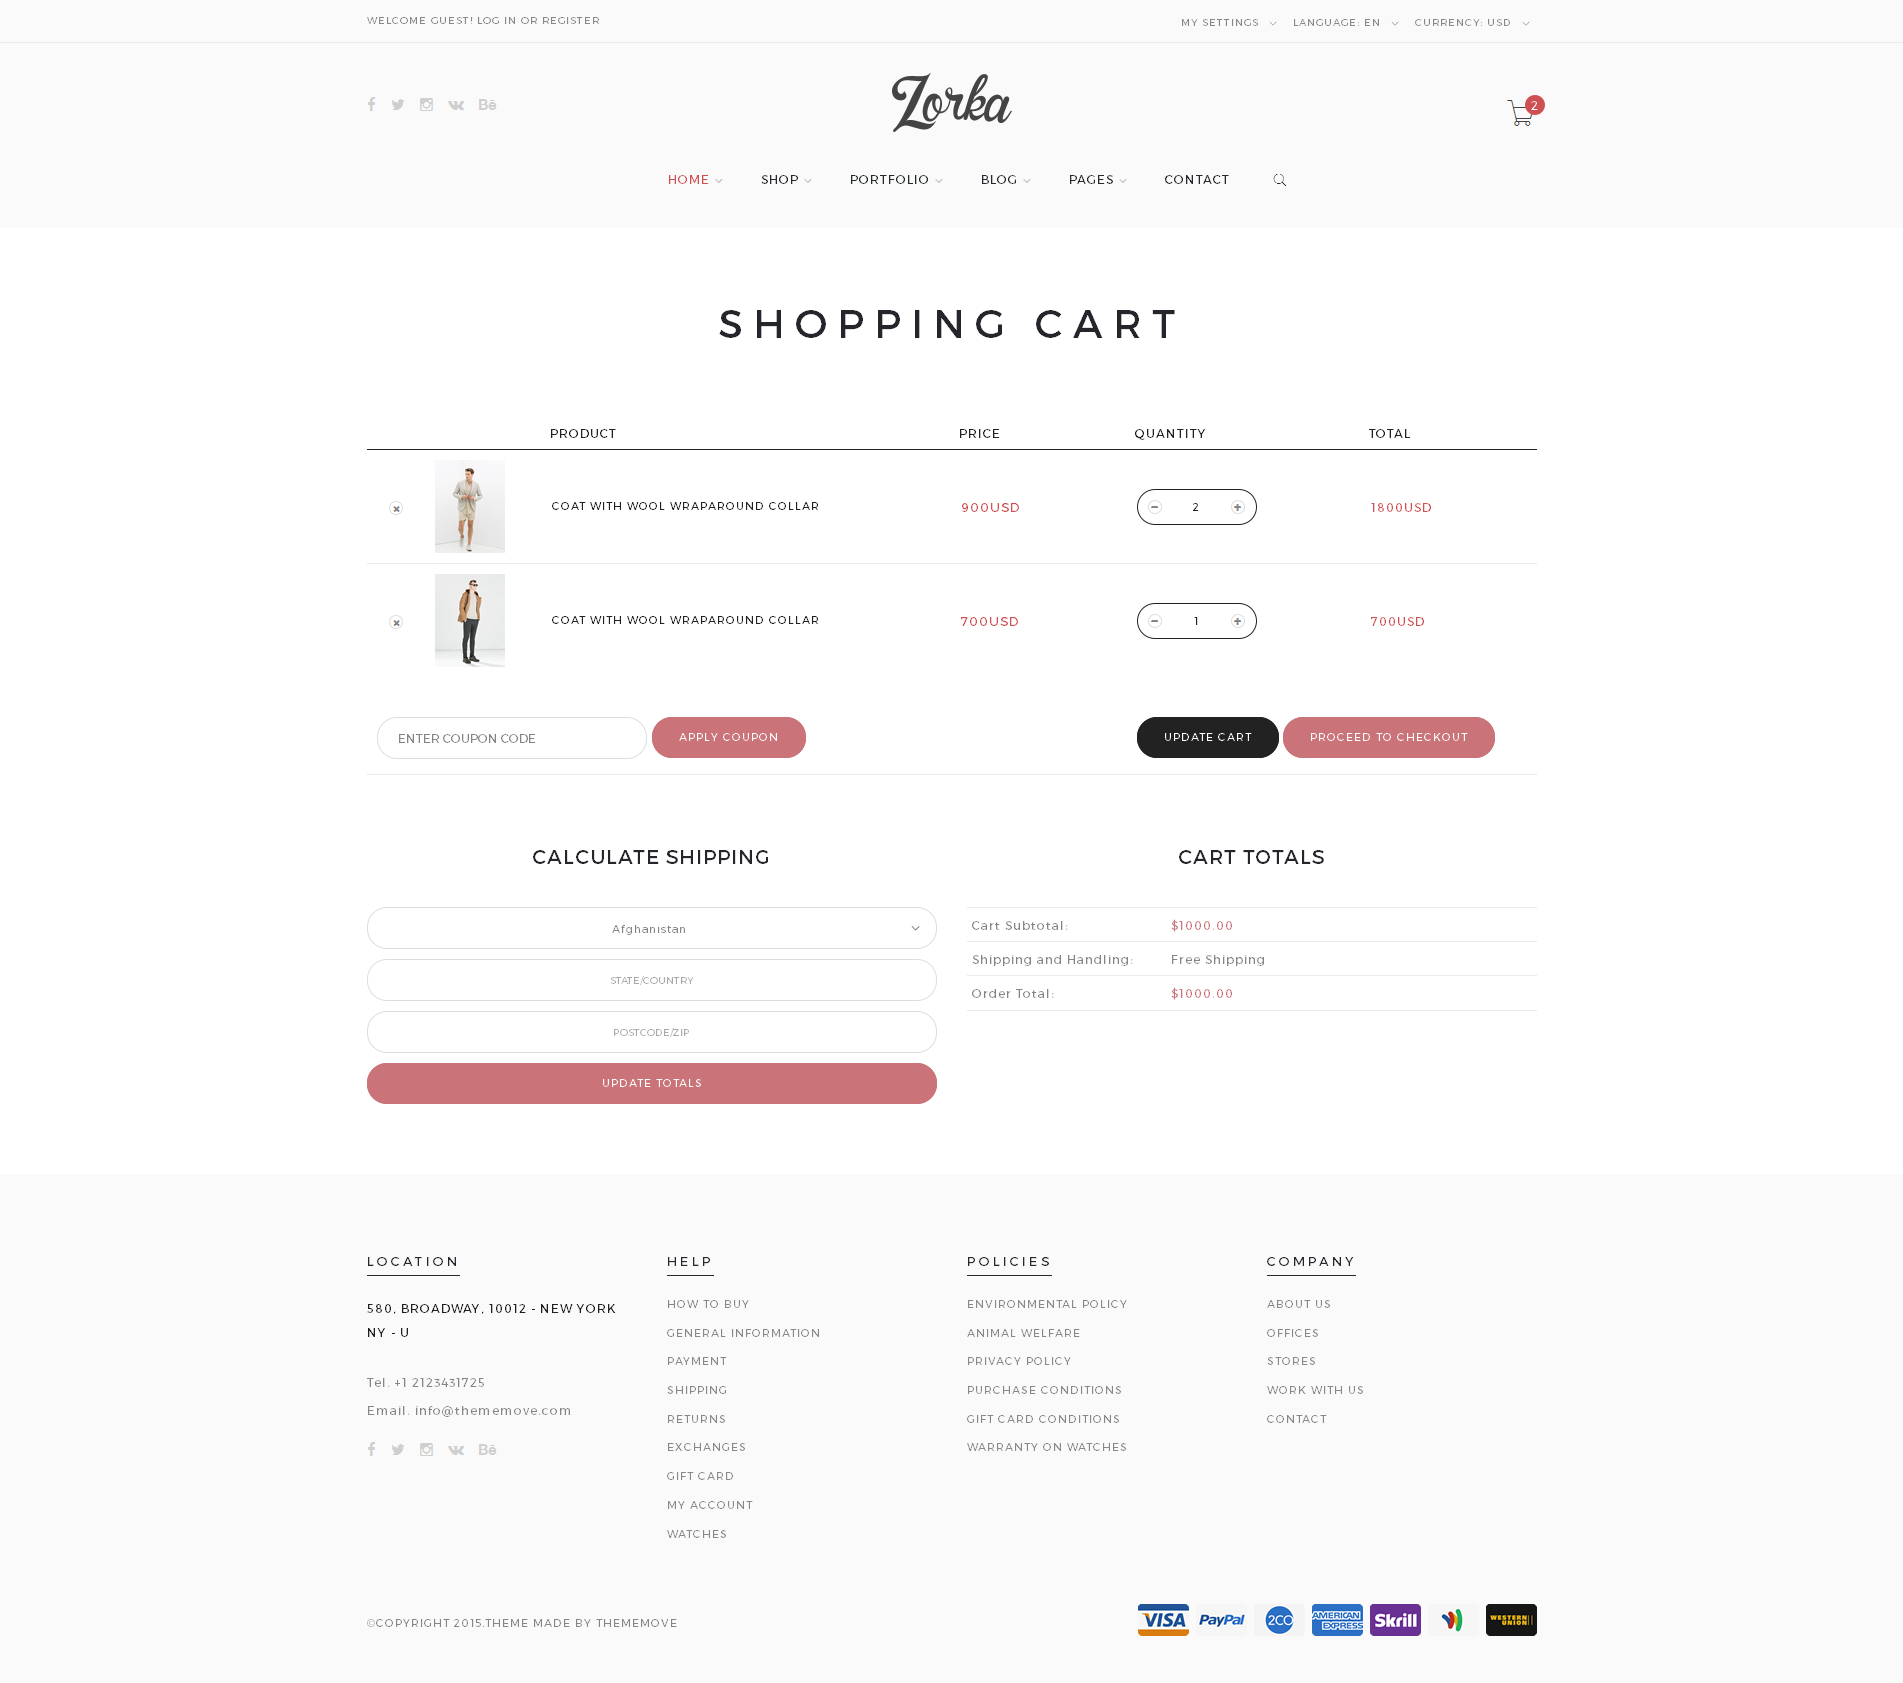 WELCOME GUEST! LOG IN OR REGISTER
MY SETTINGS LANGUAGE: EN CURRENCY: USD
Bē
Zorka
2
HOME SHOP PORTFOLIO BLOG PAGES CONTACT
SHOPPING CART
PRODUCT PRICE QUANTITY TOTAL
COAT WITH WOOL WRAPAROUND COLLAR 900USD 2 1800USD
COAT WITH WOOL WRAPAROUND COLLAR 700USD 1 700USD
ENTER COUPON CODE APPLY COUPON UPDATE CART PROCEED TO CHECKOUT
CALCULATE SHIPPING
Afghanistan
STATE/COUNTRY
POSTCODE/ZIP
UPDATE TOTALS
CART TOTALS
Cart Subtotal: $1000.00
Shipping and Handling: Free Shipping
Order Total: $1000.00
LOCATION
580, BROADWAY, 10012 - NEW YORK
NY - U
Tel. +1 2123431725
Email. info@thememove.com
Bē
HELP
HOW TO BUY
GENERAL INFORMATION
PAYMENT
SHIPPING
RETURNS
EXCHANGES
GIFT CARD
MY ACCOUNT
WATCHES
POLICIES
ENVIRONMENTAL POLICY
ANIMAL WELFARE
PRIVACY POLICY
PURCHASE CONDITIONS
GIFT CARD CONDITIONS
WARRANTY ON WATCHES
COMPANY
ABOUT US
OFFICES
STORES
WORK WITH US
CONTACT
©COPYRIGHT 2015.THEME MADE BY THEMEMOVE
VISA PayPal 2CO AMERICAN EXPRESS Skrill WESTERN UNION